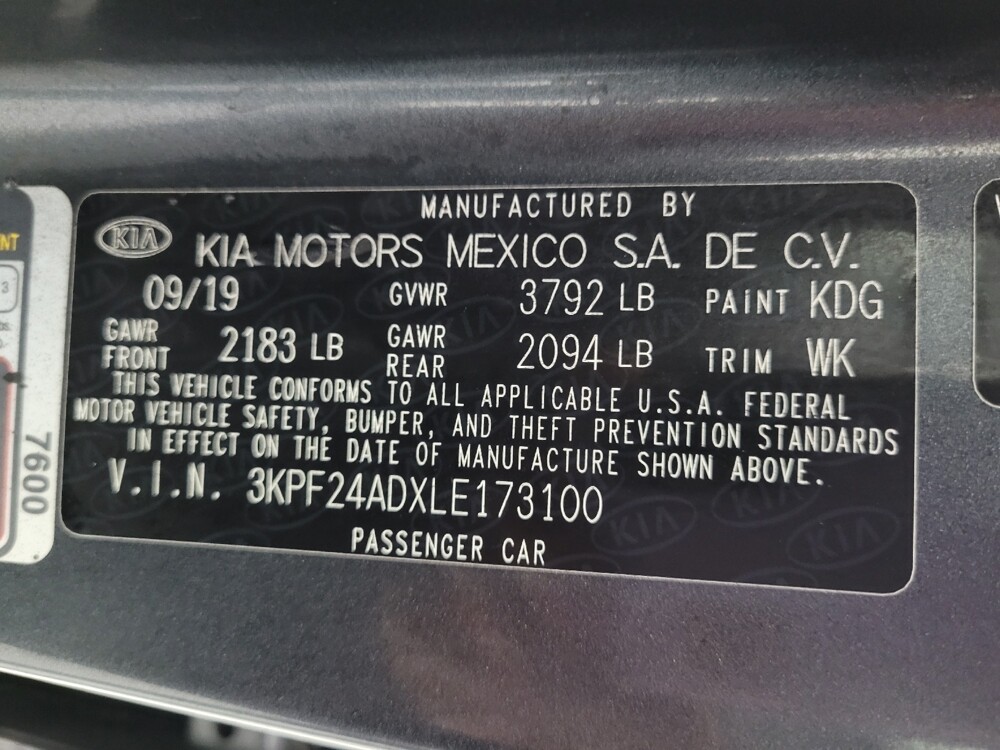 MANUFACTURED BY
KIA
KIA MOTORS MEXICO S.A. DE C.V.
09/19 GVWR 3792 LB PAINT KDG
GAWR FRONT 2183 LB GAWR REAR 2094 LB TRIM WK
THIS VEHICLE CONFORMS TO ALL APPLICABLE U.S.A. FEDERAL
MOTOR VEHICLE SAFETY, BUMPER, AND THEFT PREVENTION STANDARDS
IN EFFECT ON THE DATE OF MANUFACTURE SHOWN ABOVE.
V.I.N. 3KPF24ADXLE173100
PASSENGER CAR
NT
3
7600